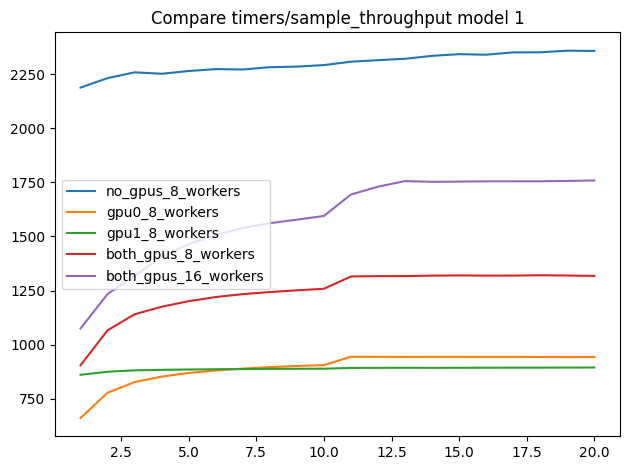 Compare timers/sample_throughput model 1
2250
2000
1750
1500
1250
1000
750
no_gpus_8_workers
gpu0_8_workers
gpu1_8_workers
both_gpus_8_workers
both_gpus_16_workers
2.5 5.0 7.5 10.0 12.5 15.0 17.5 20.0